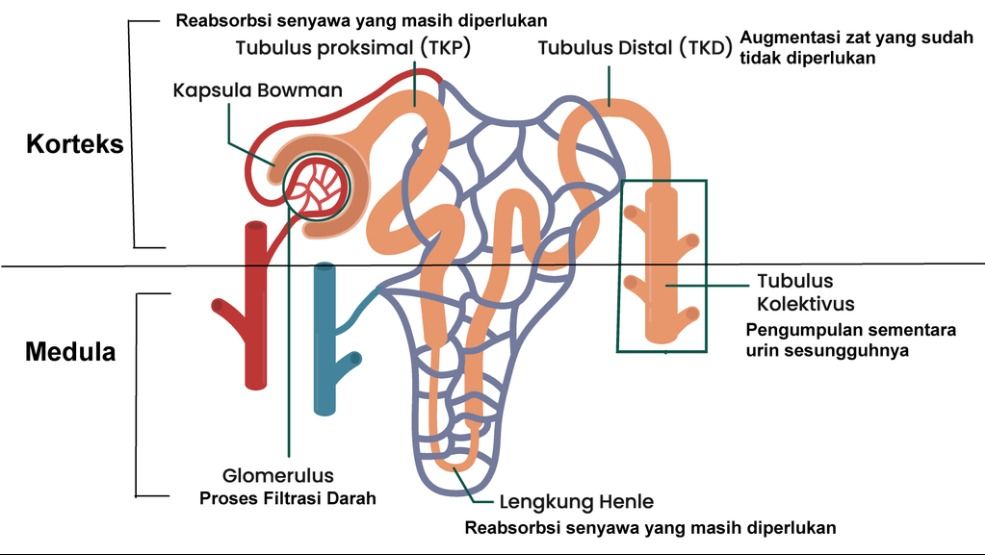 Reabsorbsi senyawa yang masih diperlukan
Tubulus proksimal (TKP)
Tubulus Distal (TKD)
Augmentasi zat yang sudah
tidak diperlukan
Kapsula Bowman
Korteks
Tubulus
Kolektivus
Pengumpulan sementara
urin sesungguhnya
Medula
Glomerulus
Proses Filtrasi Darah
Lengkung Henle
Reabsorbsi senyawa yang masih diperlukan